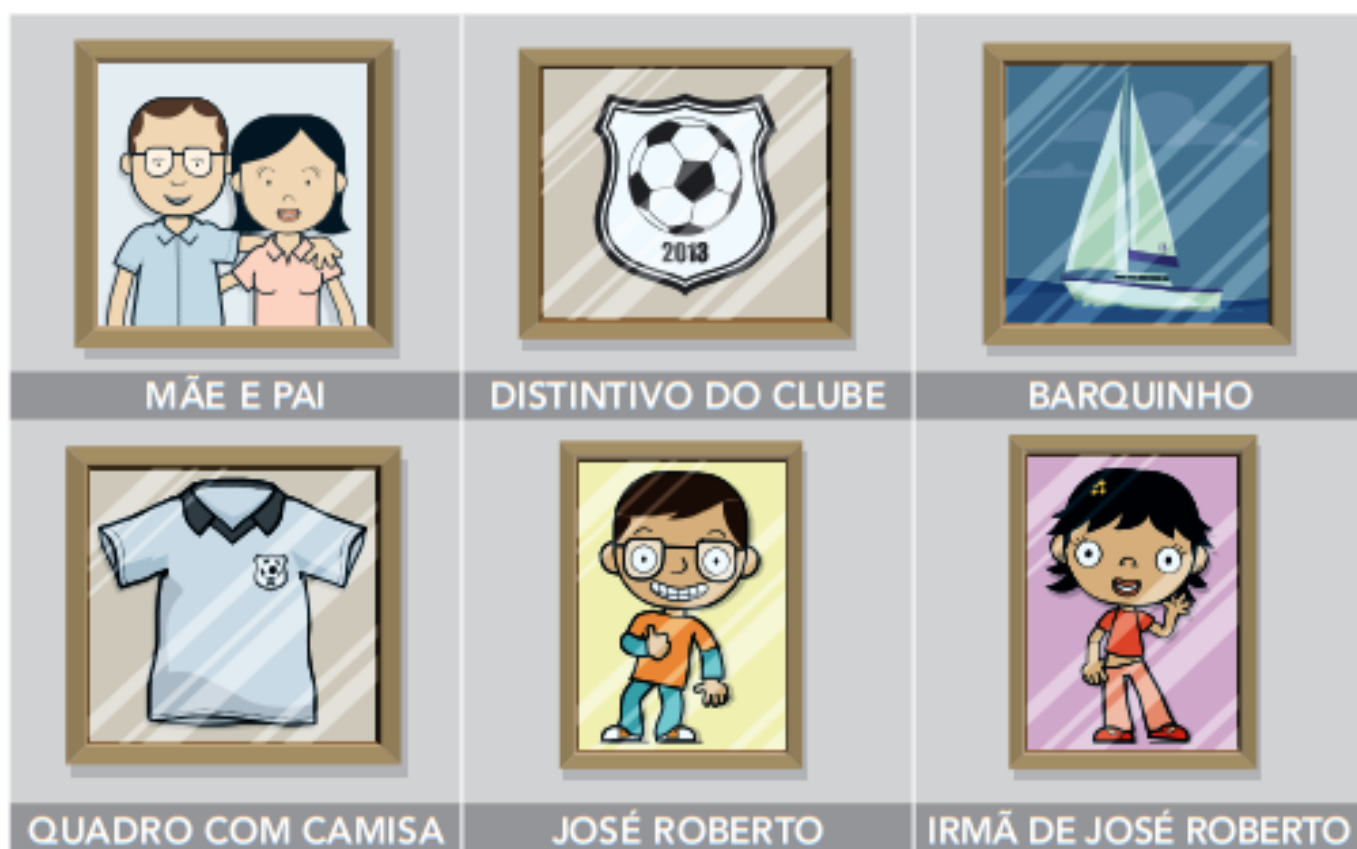 2013
MÃE E PAI
DISTINTIVO DO CLUBE
BARQUINHO
QUADRO COM CAMISA
JOSÉ ROBERTO
IRMÃ DE JOSÉ ROBERTO